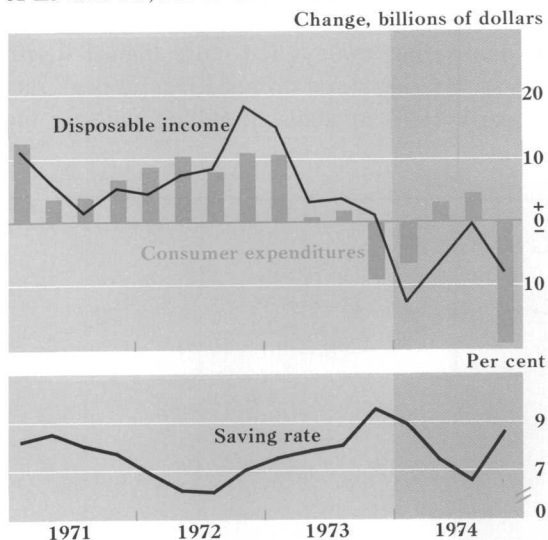 Change, billions of dollars
20
Disposable income
10
+
0
−
Consumer expenditures
10
Per cent
9
Saving rate
7
0
1971 1972 1973 1974